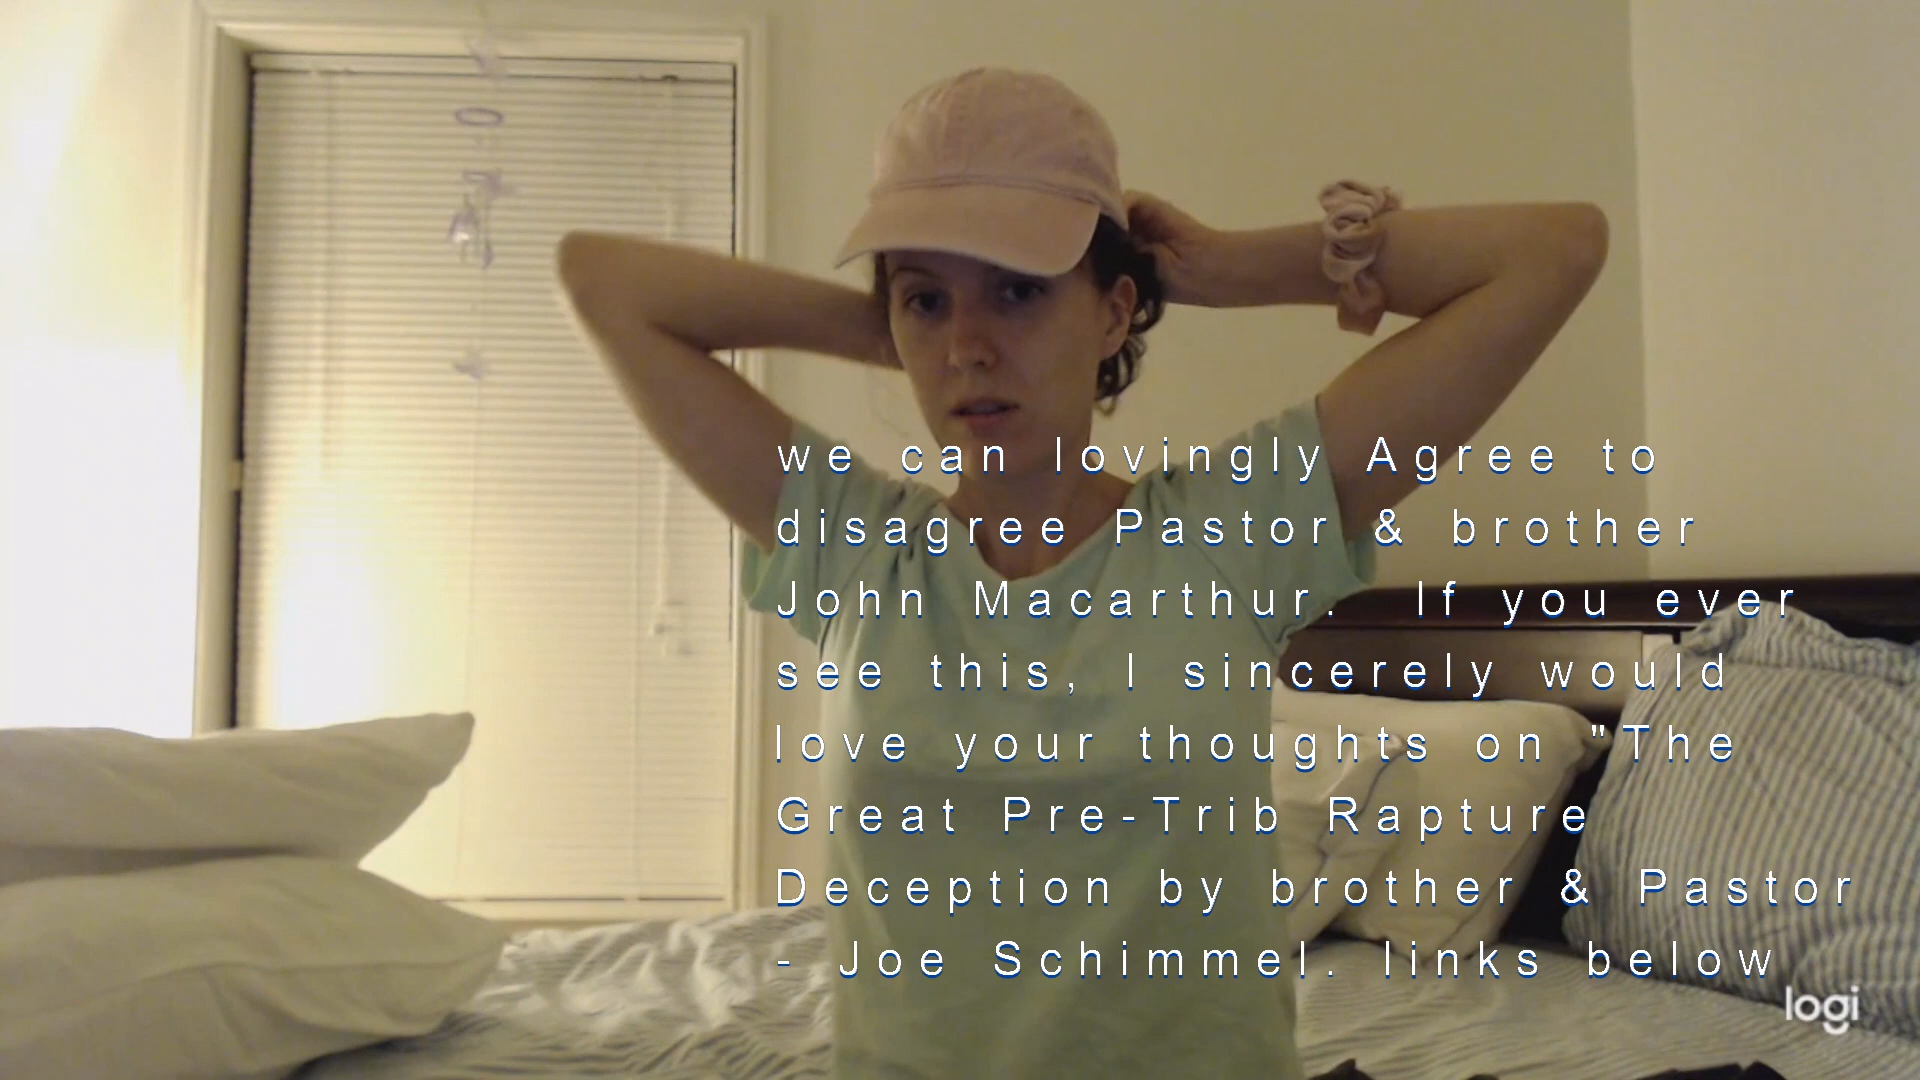 we can lovingly Agree to
disagree Pastor & brother
John Macarthur. If you ever
see this, I sincerely would
love your thoughts on "The
Great Pre-Trib Rapture
Deception by brother & Pastor
- Joe Schimmel. links below
logi